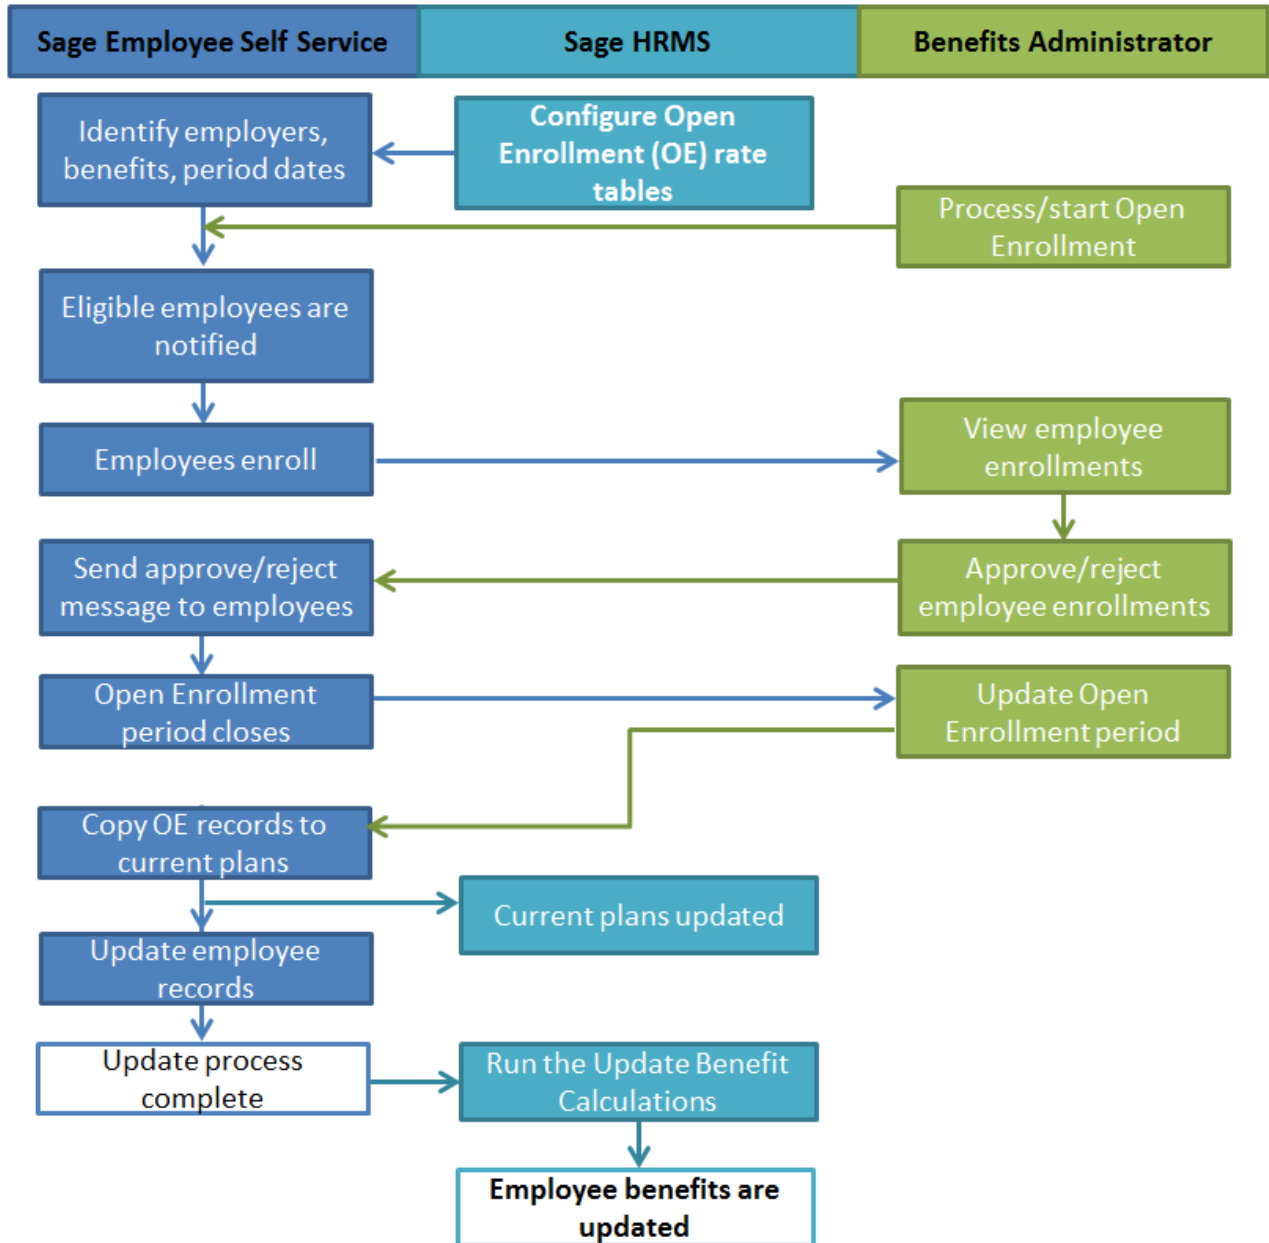 Sage Employee Self Service
Sage HRMS
Benefits Administrator
Identify employers,
benefits, period dates
Configure Open
Enrollment (OE) rate
tables
Process/start Open
Enrollment
Eligible employees are
notified
Employees enroll
View employee
enrollments
Send approve/reject
message to employees
Approve/reject
employee enrollments
Open Enrollment
period closes
Update Open
Enrollment period
Copy OE records to
current plans
Current plans updated
Update employee
records
Update process
complete
Run the Update Benefit
Calculations
Employee benefits are
updated